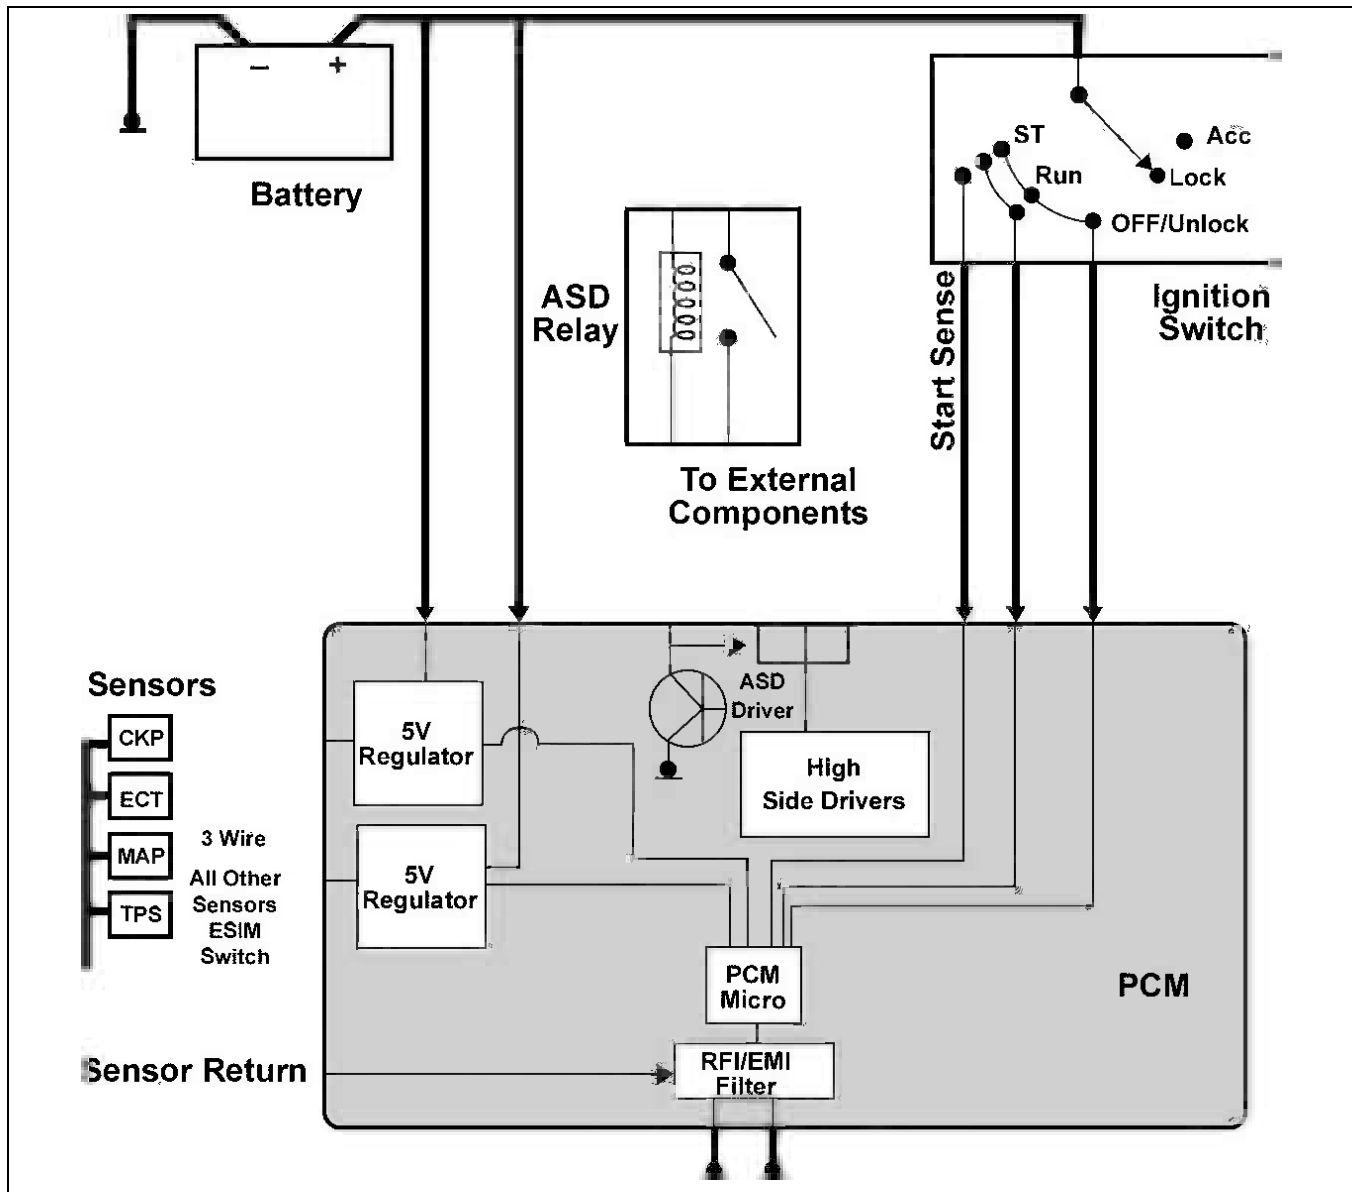 − +
Battery
ST
Acc
Run
Lock
OFF/Unlock
Ignition
Switch
ASD
Relay
Start Sense
To External
Components
Sensors
CKP
ECT
MAP
TPS
3 Wire
All Other
Sensors
ESIM
Switch
5V
Regulator
5V
Regulator
ASD
Driver
High
Side Drivers
PCM
Micro
PCM
RFI/EMI
Filter
Sensor Return